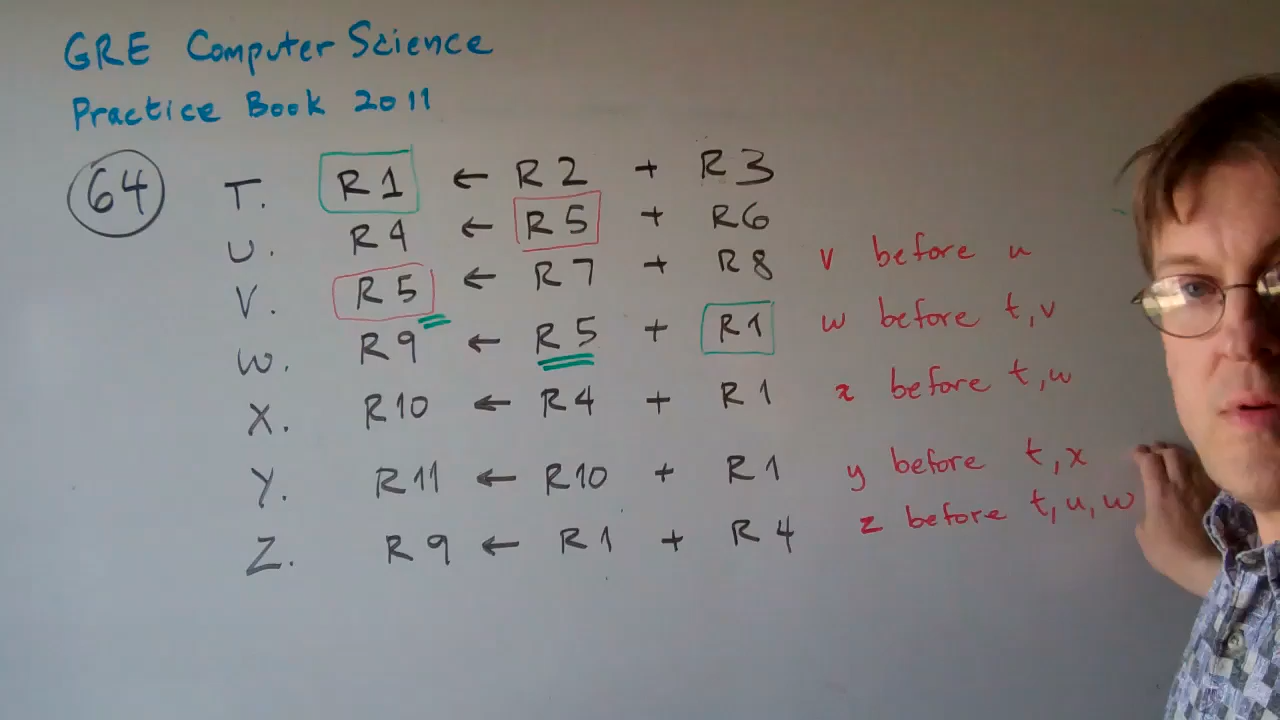 GRE Computer Science
Practice Book 2011
64
T. R1 ← R2 + R3
U. R4 ← R5 + R6
V. R5 ← R7 + R8 v before u
W. R9 ← R5 + R1 w before t, v
X. R10 ← R4 + R1 x before t, w
Y. R11 ← R10 + R1 y before t, x
Z. R9 ← R1 + R4 z before t, u, w